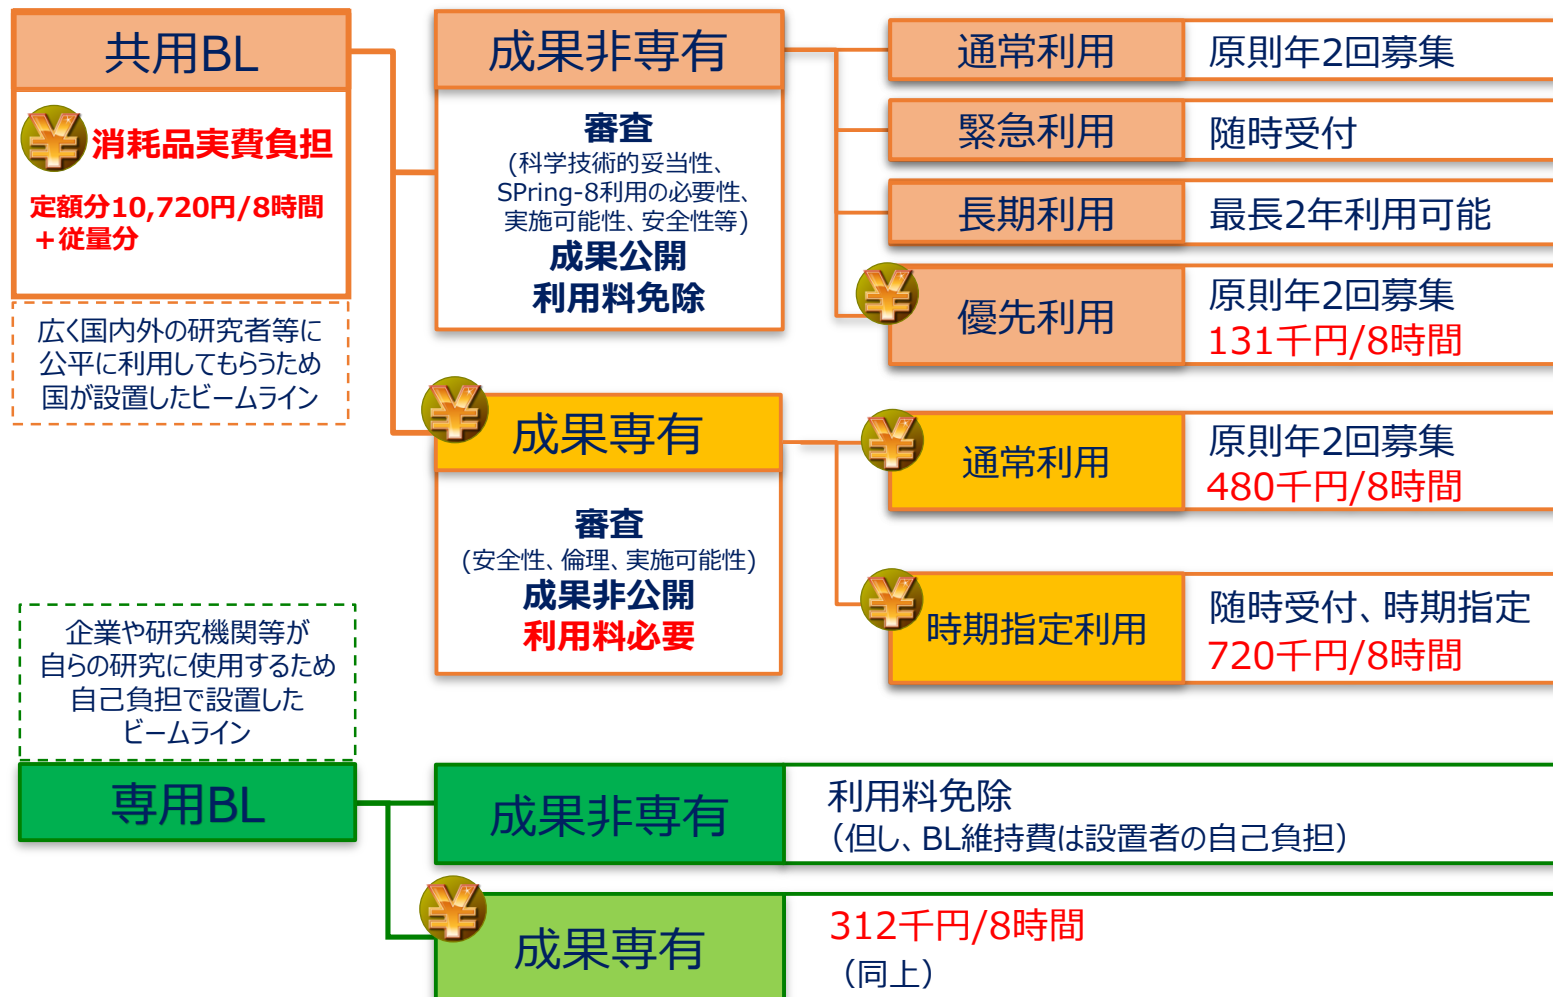 共用BL
消耗品実費負担
定額分10,720円/8時間
＋従量分
広く国内外の研究者等に
公平に利用してもらうため
国が設置したビームライン
成果非専有
審査
(科学技術的妥当性、
SPring-8利用の必要性、
実施可能性、安全性等)
成果公開
利用料免除
通常利用
原則年2回募集
緊急利用
随時受付
長期利用
最長2年利用可能
¥
優先利用
原則年2回募集
131千円/8時間
¥
成果専有
審査
(安全性、倫理、実施可能性)
成果非公開
利用料必要
¥
通常利用
原則年2回募集
480千円/8時間
¥
時期指定利用
随時受付、時期指定
720千円/8時間
企業や研究機関等が
自らの研究に使用するため
自己負担で設置した
ビームライン
専用BL
成果非専有
利用料免除
（但し、BL維持費は設置者の自己負担）
¥
成果専有
312千円/8時間
（同上）